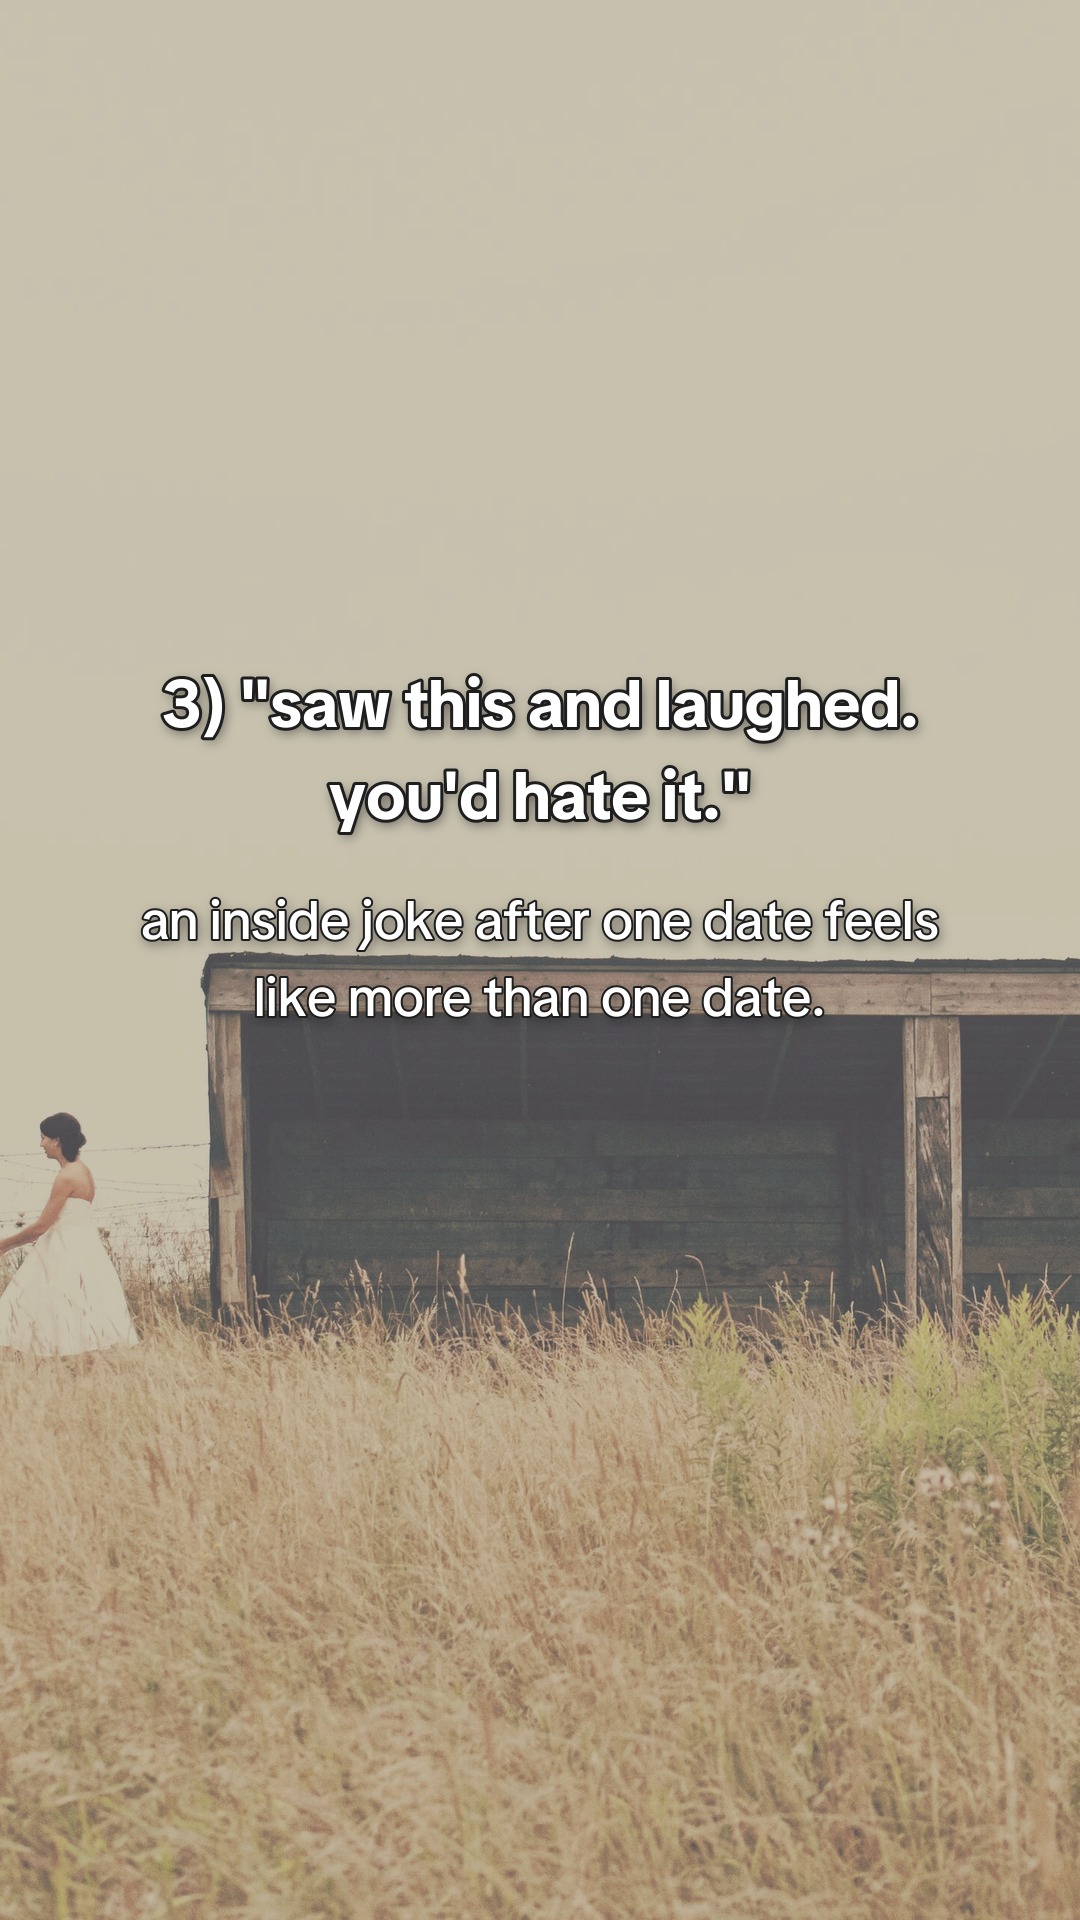 3) "saw this and laughed.
you'd hate it."
an inside joke after one date feels
like more than one date.